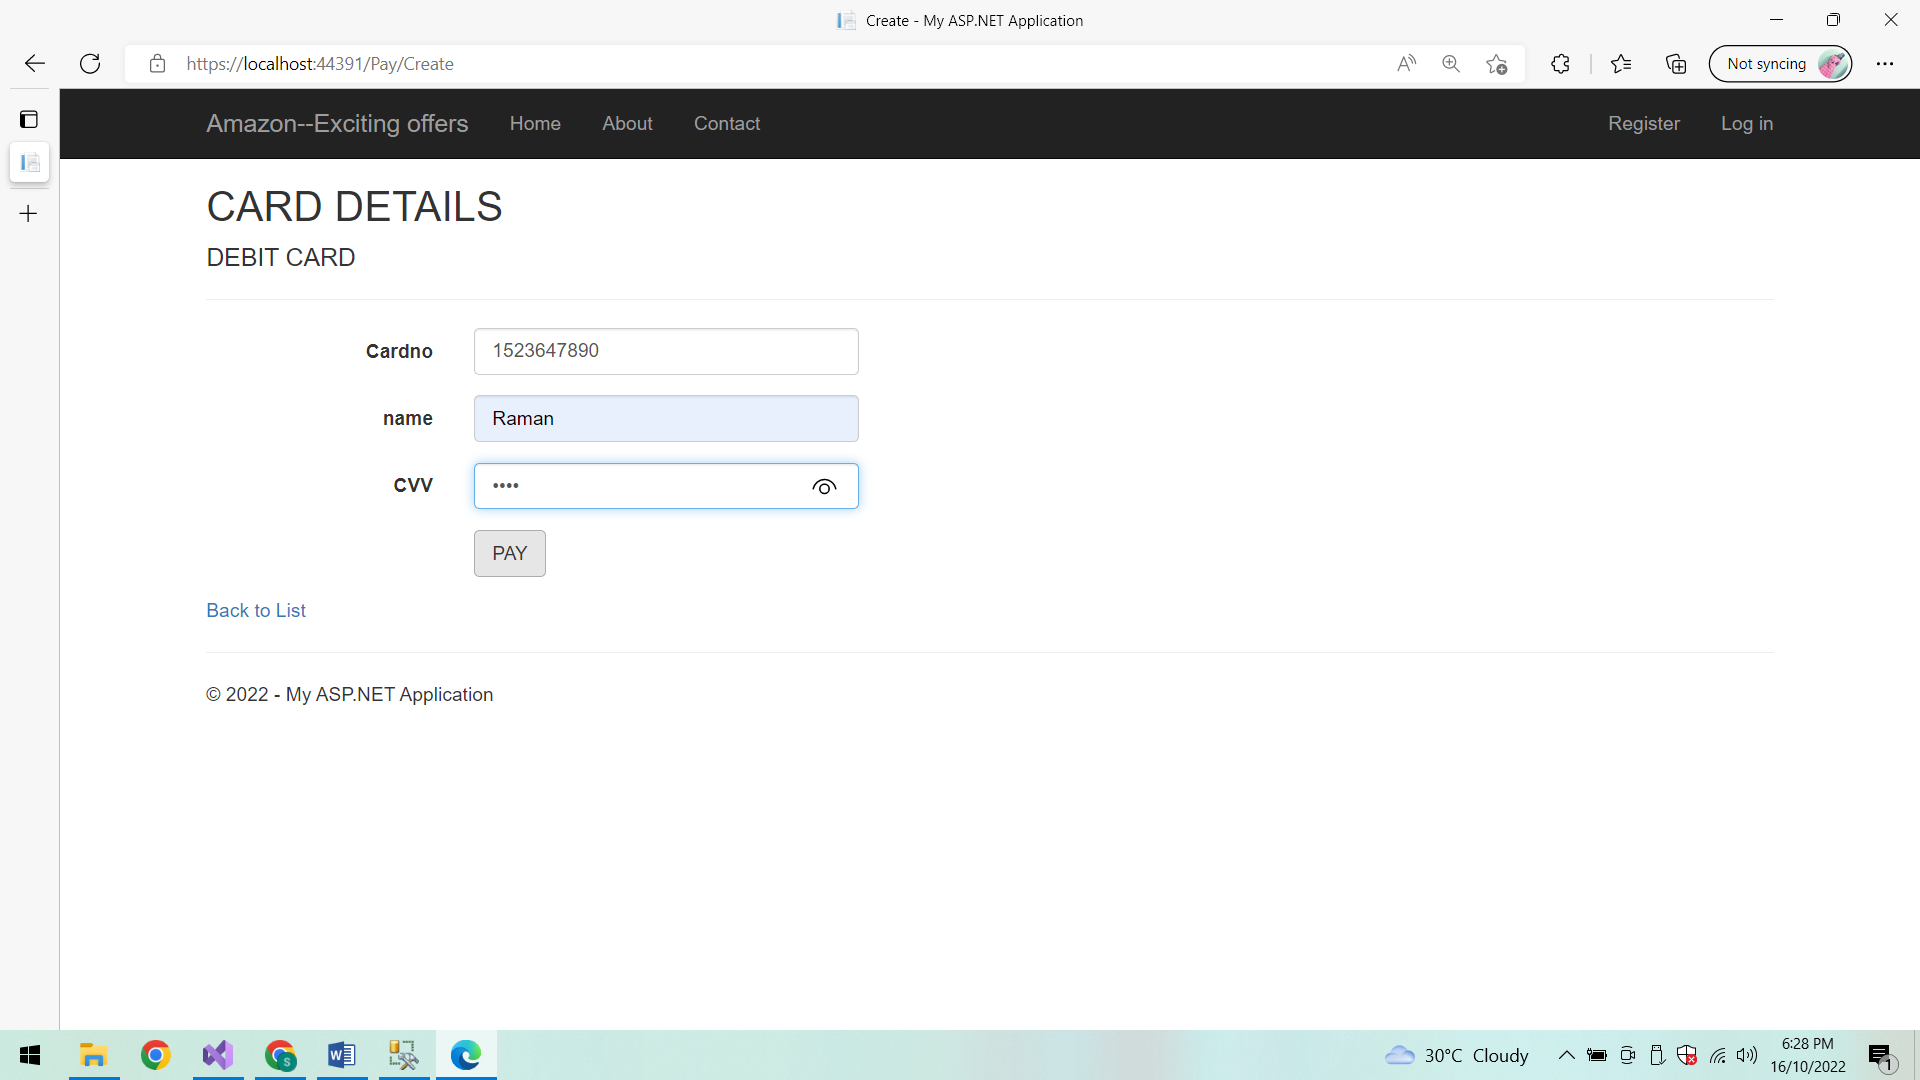 Create - My ASP.NET Application
https://localhost:44391/Pay/Create
Not syncing
Amazon--Exciting offers Home About Contact Register Log in
CARD DETAILS
DEBIT CARD
Cardno 1523647890
name Raman
CVV ••••
PAY
Back to List
© 2022 - My ASP.NET Application
30°C Cloudy
6:28 PM
16/10/2022
1